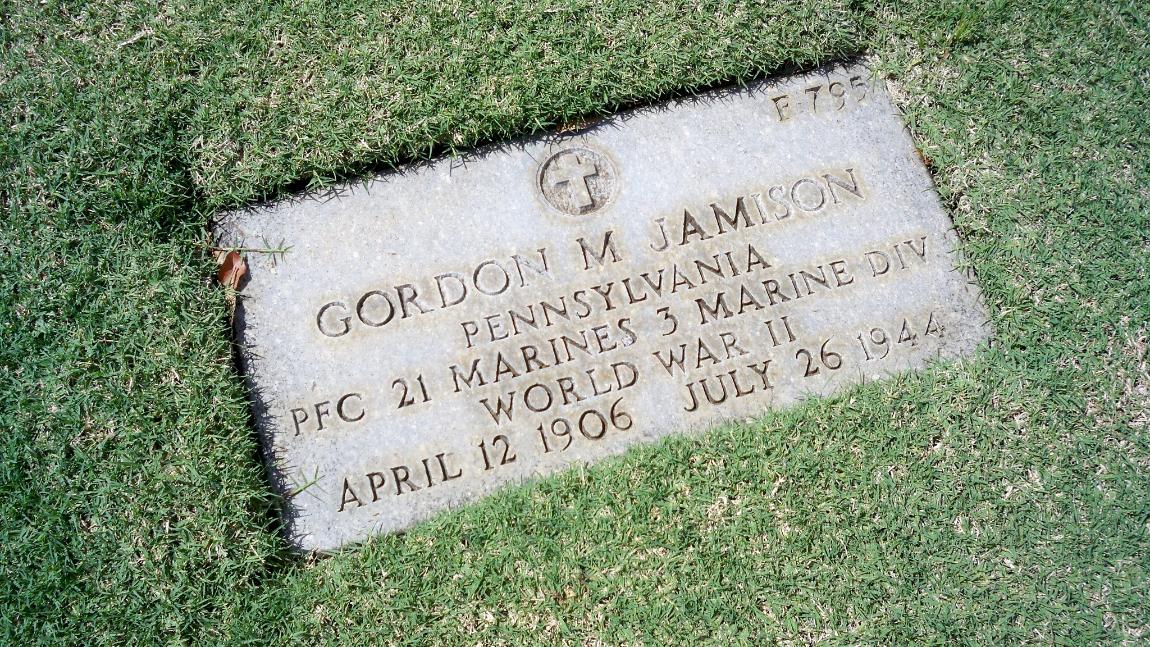 F 795
GORDON M JAMISON
PENNSYLVANIA
PFC 21 MARINES 3 MARINE DIV
WORLD WAR II
APRIL 12 1906 JULY 26 1944